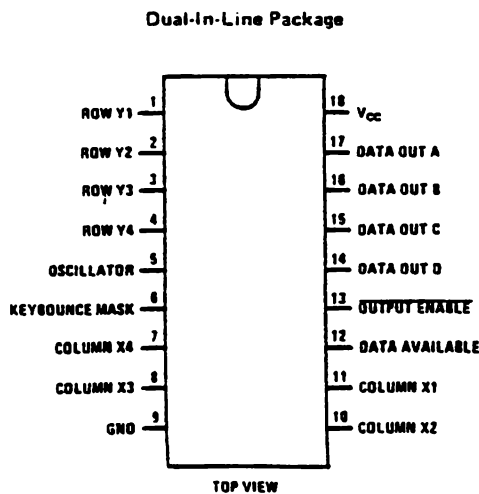 Dual-In-Line Package
ROW Y1 1 18 VCC
ROW Y2 2 17 DATA OUT A
ROW Y3 3 16 DATA OUT B
ROW Y4 4 15 DATA OUT C
OSCILLATOR 5 14 DATA OUT D
KEYBOUNCE MASK 6 13 OUTPUT ENABLE
COLUMN X4 7 12 DATA AVAILABLE
COLUMN X3 8 11 COLUMN X1
GND 9 10 COLUMN X2
TOP VIEW